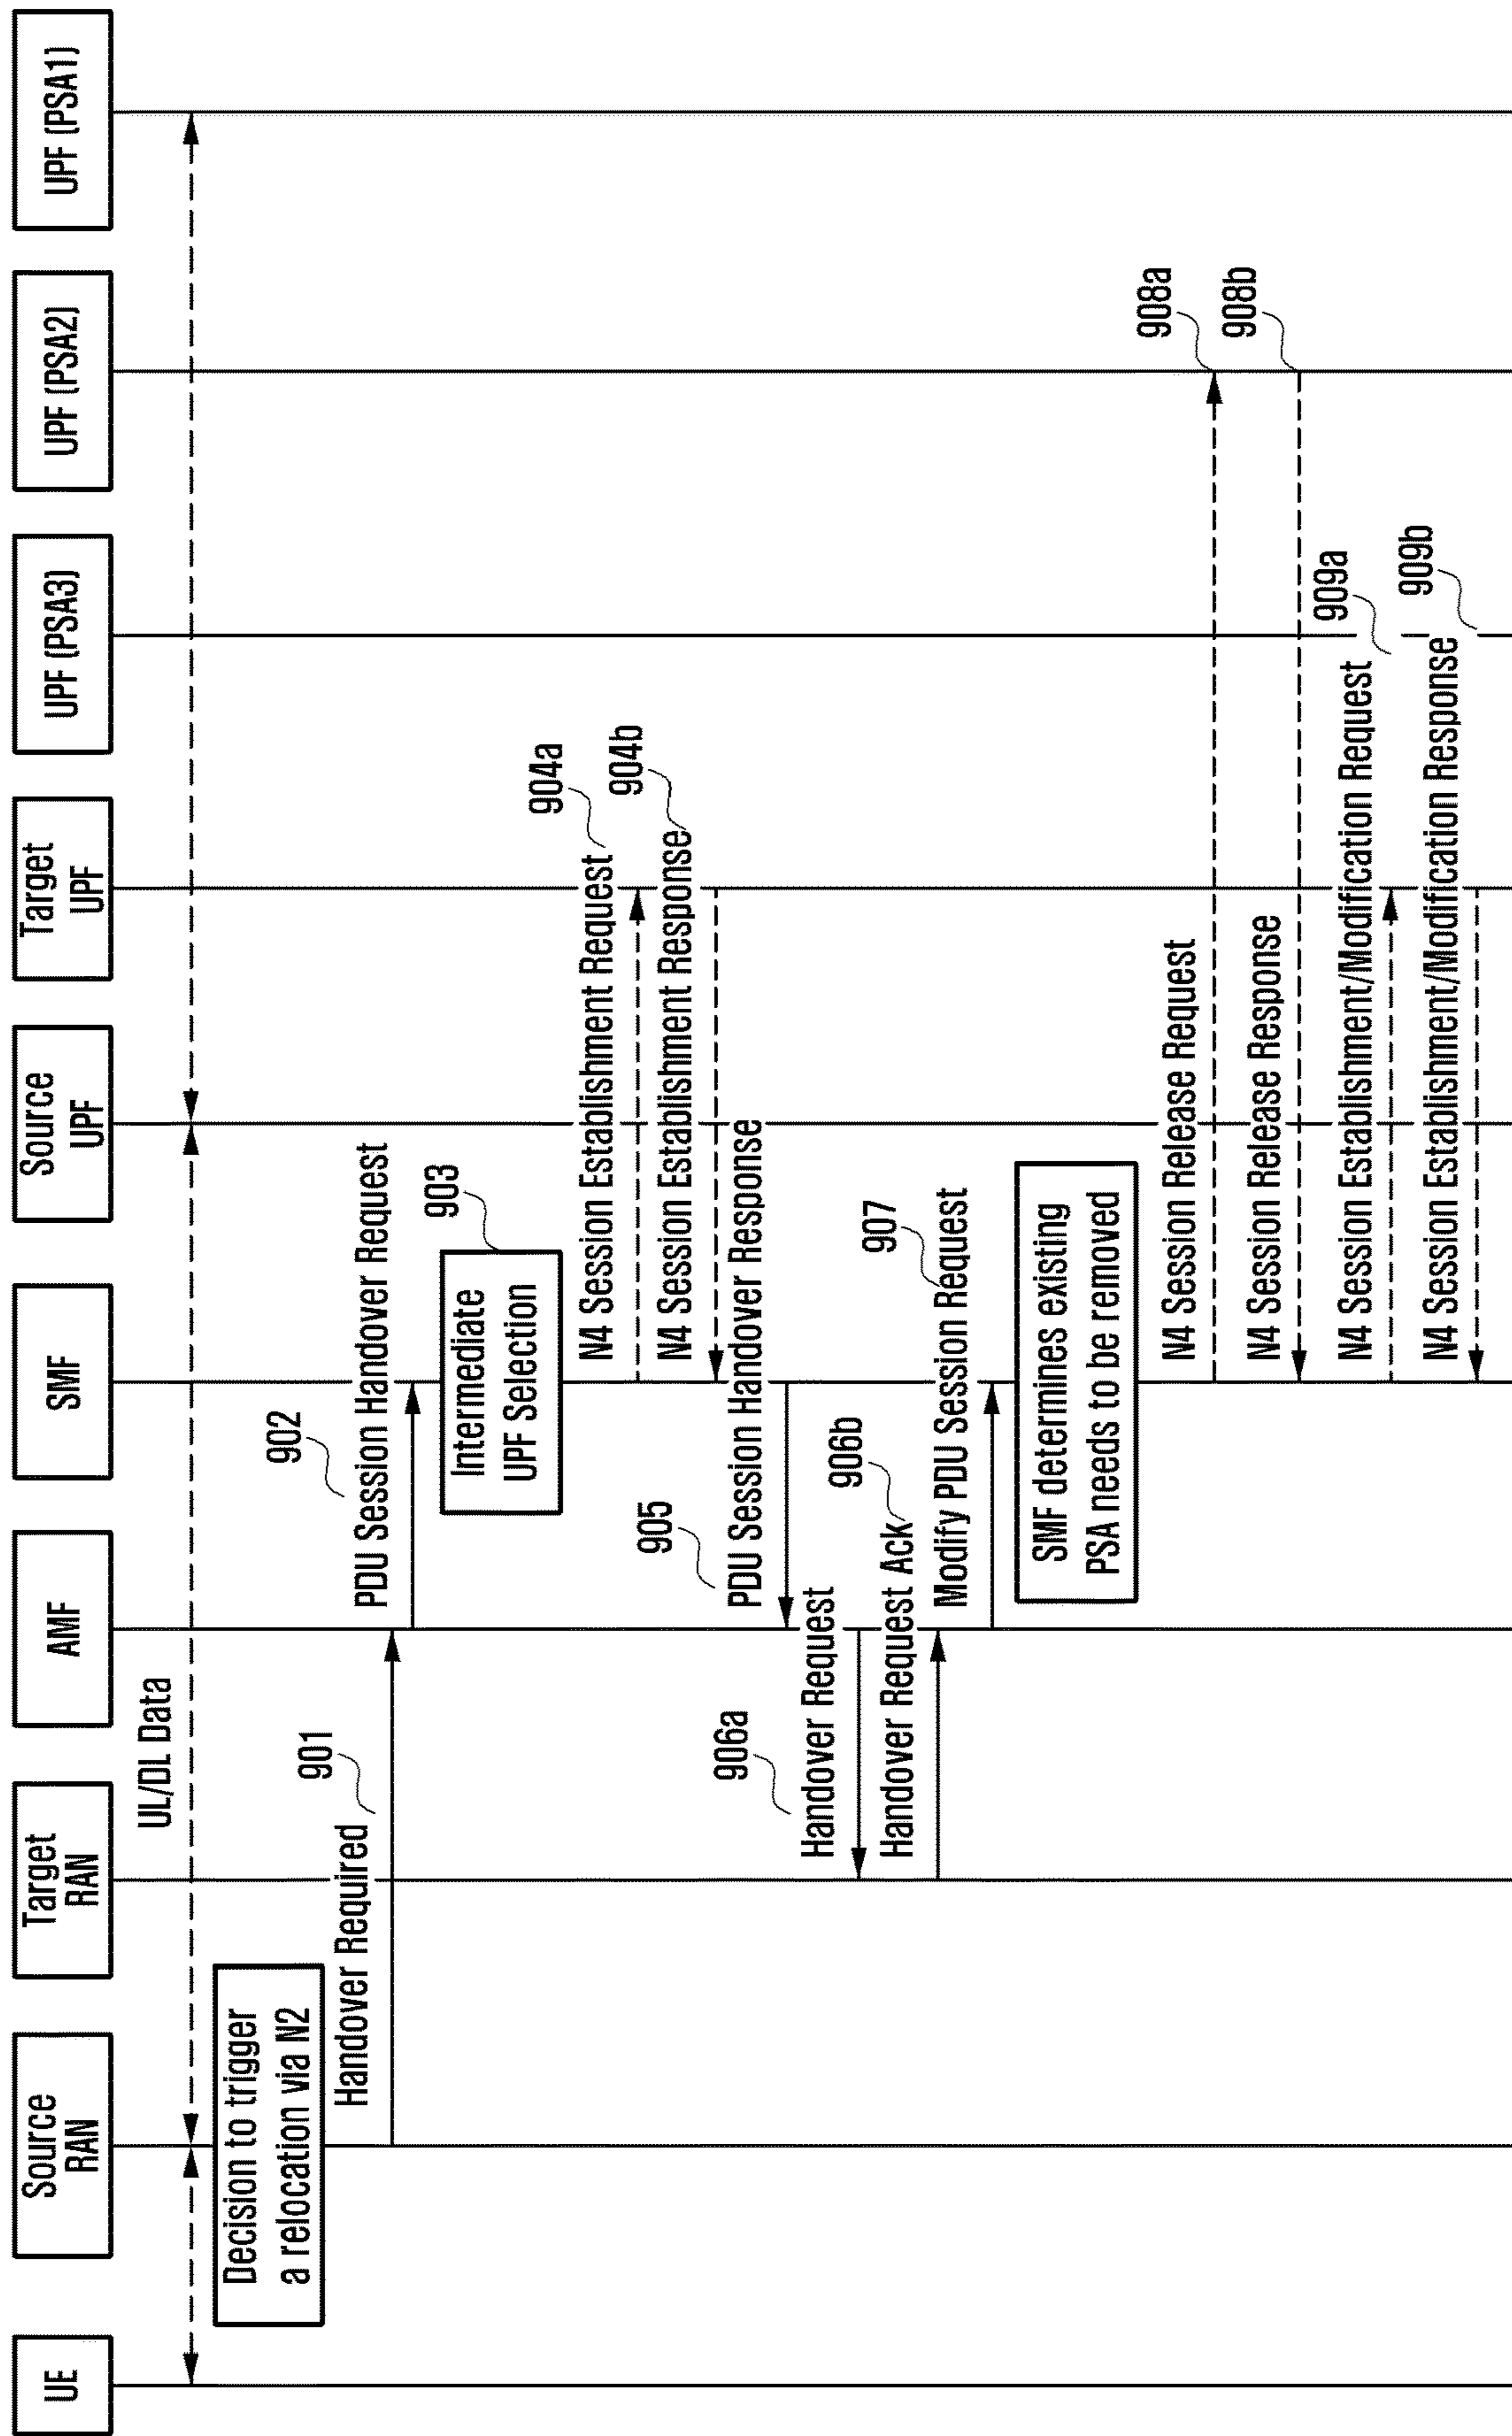 UE
Source
RAN
Target
RAN
AMF
SMF
Source
UPF
Target
UPF
UPF (PSA3)
UPF (PSA2)
UPF (PSA1)
UL/DL Data
Decision to trigger
a relocation via N2
Handover Required
901
902
PDU Session Handover Request
Intermediate
UPF Selection
903
904a
N4 Session Establishment Request
904b
N4 Session Establishment Response
905
PDU Session Handover Response
906a
Handover Request
906b
Handover Request Ack
907
Modify PDU Session Request
SMF determines existing
PSA needs to be removed
908a
N4 Session Release Request
908b
N4 Session Release Response
909a
N4 Session Establishment/Modification Request
909b
N4 Session Establishment/Modification Response